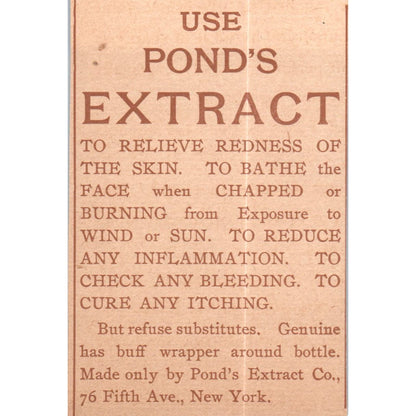 USE
POND'S
EXTRACT
TO RELIEVE REDNESS OF
THE SKIN. TO BATHE the
FACE when CHAPPED or
BURNING from Exposure to
WIND or SUN. TO REDUCE
ANY INFLAMMATION. TO
CHECK ANY BLEEDING. TO
CURE ANY ITCHING.
But refuse substitutes. Genuine
has buff wrapper around bottle.
Made only by Pond's Extract Co.,
76 Fifth Ave., New York.